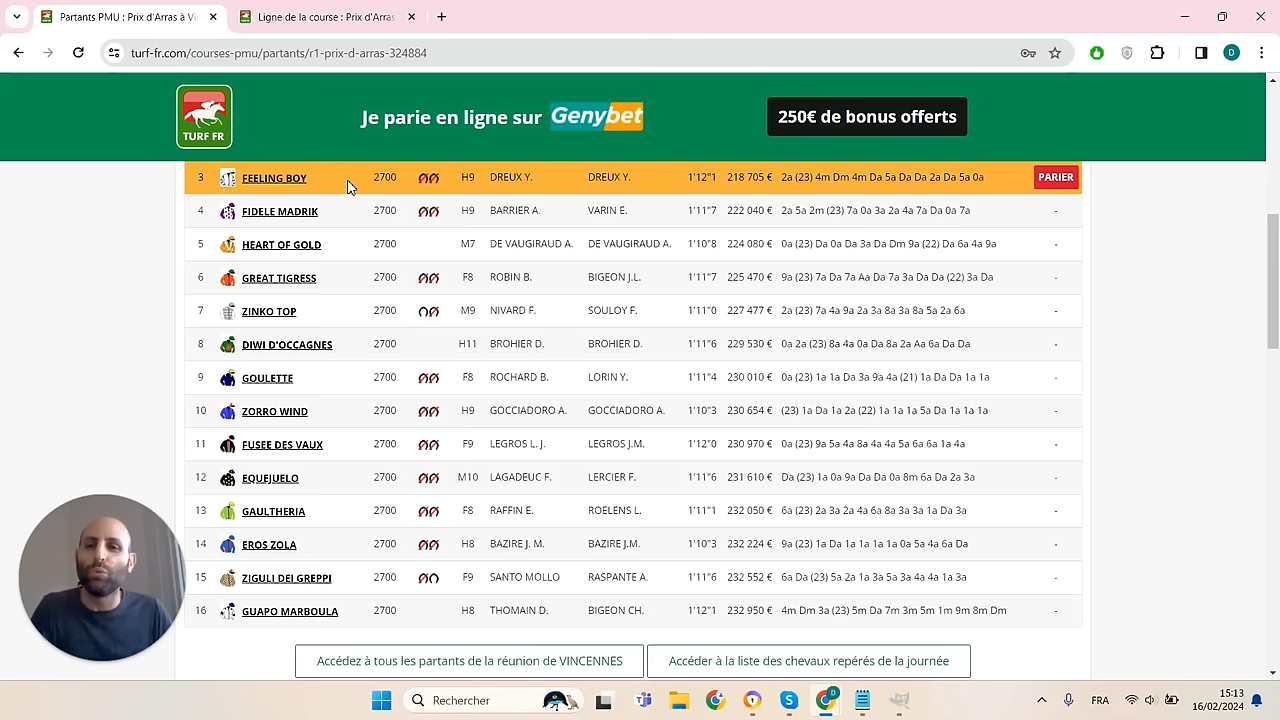 Partants PMU : Prix d'Arras à Vi
Ligne de la course : Prix d'Arras
turf-fr.com/courses-pmu/partants/r1-prix-d-arras-324884
D
TURF FR
Je parie en ligne sur Genybet
250€ de bonus offerts
3 FEELING BOY 2700 H9 DREUX Y. DREUX Y. 1'12"1 218 705 € 2a (23) 4m Dm 4m Da 5a Da Da 2a Da 5a 0a PARIER
4 FIDELE MADRIK 2700 H9 BARRIER A. VARIN E. 1'11"7 222 040 € 2a 5a 2m (23) 7a 0a 3a 2a 4a 7a Da 0a 7a -
5 HEART OF GOLD 2700 M7 DE VAUGIRAUD A. DE VAUGIRAUD A. 1'10"8 224 080 € 0a (23) Da 0a Da 3a Da Dm 9a (22) Da 6a 4a 9a -
6 GREAT TIGRESS 2700 F8 ROBIN B. BIGEON J.L. 1'11"7 225 470 € 9a (23) 7a Da 7a Aa Da 7a 3a Da Da (22) 3a Da -
7 ZINKO TOP 2700 M9 NIVARD F. SOULOY F. 1'11"0 227 477 € 2a (23) 7a 4a 9a 2a 3a 8a 3a 8a 5a 2a 6a -
8 DIWI D'OCCAGNES 2700 H11 BROHIER D. BROHIER D. 1'11"6 229 530 € 0a 2a (23) 8a 4a 0a Da 8a 2a Aa 6a Da Da -
9 GOULETTE 2700 F8 ROCHARD B. LORIN Y. 1'11"4 230 010 € 0a (23) 1a 1a Da 3a 9a 4a (21) 1a Da Da 1a 1a -
10 ZORRO WIND 2700 H9 GOCCIADORO A. GOCCIADORO A. 1'10"3 230 654 € (23) 1a Da 1a 2a (22) 1a 1a 1a 5a Da 1a 1a 1a -
11 FUSEE DES VAUX 2700 F9 LEGROS L. J. LEGROS J.M. 1'12"0 230 970 € 0a (23) 9a 5a 4a 8a 4a 4a 5a 6a 6a 1a 4a -
12 EQUEJUELO 2700 M10 LAGADEUC F. LERCIER F. 1'11"6 231 610 € Da (23) 1a 0a 9a Da Da 0a 8m 6a Da 2a 3a -
13 GAULTHERIA 2700 F8 RAFFIN E. ROELENS L. 1'11"1 232 050 € 6a (23) 2a 3a 2a 4a 6a 8a 3a 3a 1a Da 3a -
14 EROS ZOLA 2700 H8 BAZIRE J. M. BAZIRE J.M. 1'10"3 232 224 € 9a (23) 1a Da 1a 1a 1a 1a 0a 5a 4a 6a Da -
15 ZIGULI DEI GREPPI 2700 F9 SANTO MOLLO RASPANTE A. 1'11"6 232 552 € 6a Da (23) 5a 2a 1a 3a 5a 3a 4a 4a 1a 3a -
16 GUAPO MARBOULA 2700 H8 THOMAIN D. BIGEON CH. 1'12"1 232 950 € 4m Dm 3a (23) 5m Da 7m 3m 5m 1m 9m 8m Dm -
Accédez à tous les partants de la réunion de VINCENNES
Accéder à la liste des chevaux repérés de la journée
Rechercher
D
FRA
15:13
16/02/2024